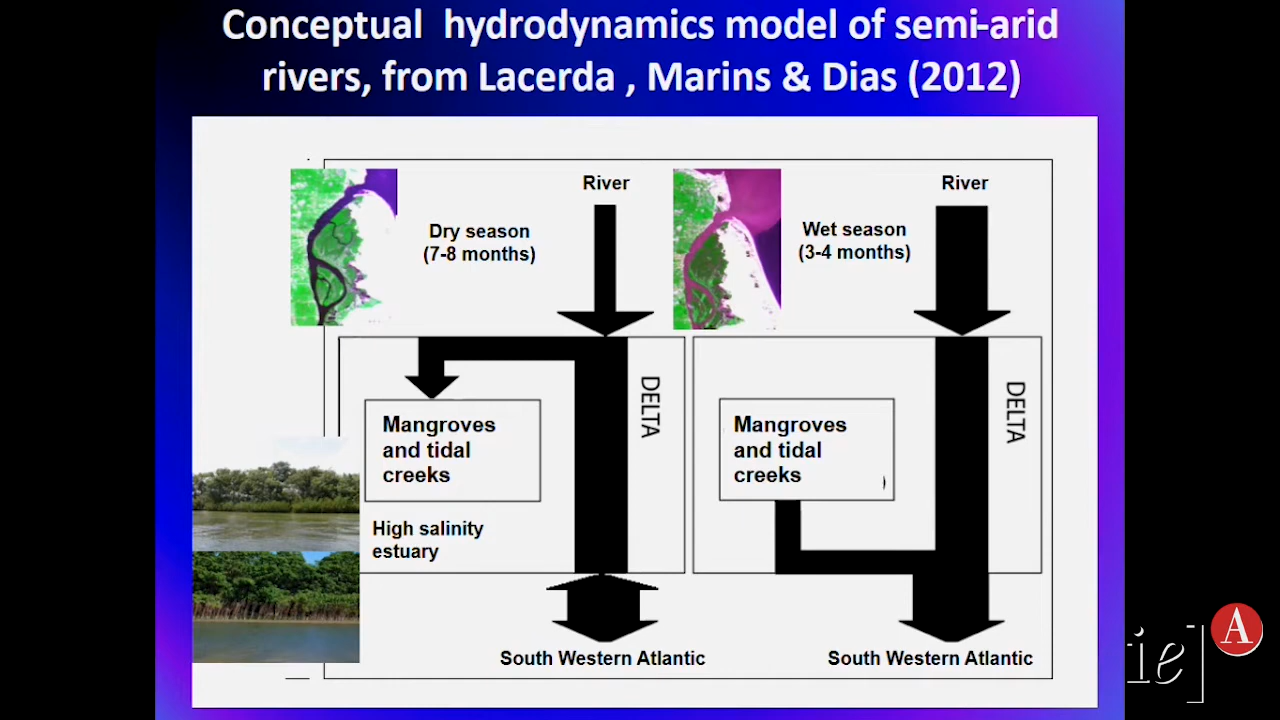 Conceptual hydrodynamics model of semi-arid
rivers, from Lacerda , Marins & Dias (2012)
River
Dry season
(7-8 months)
DELTA
Mangroves
and tidal
creeks
High salinity
estuary
South Western Atlantic
River
Wet season
(3-4 months)
DELTA
Mangroves
and tidal
creeks
)
South Western Atlantic
ie]
A